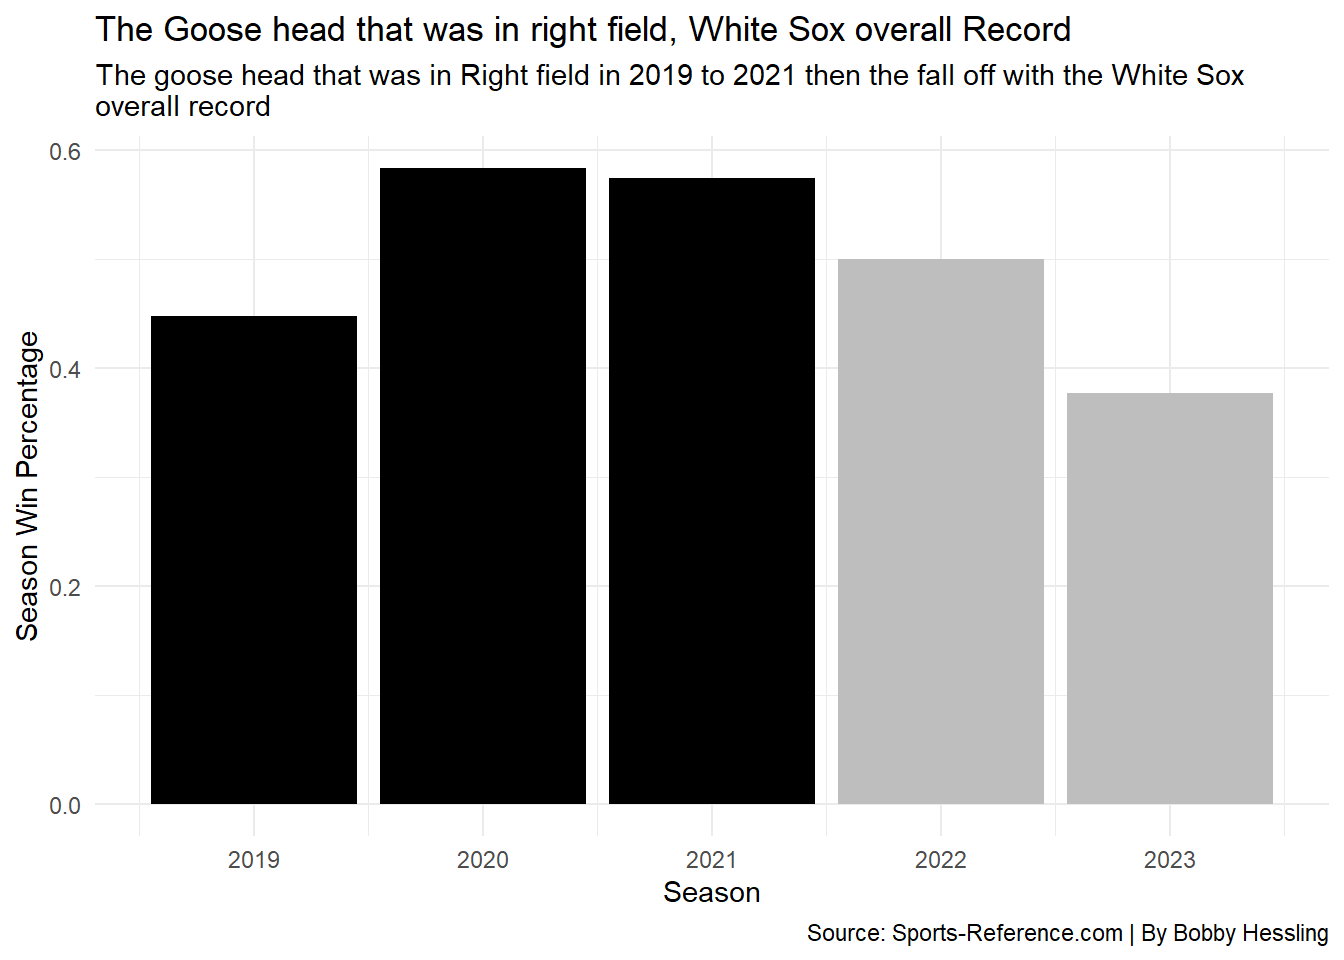 The Goose head that was in right field, White Sox overall Record
The goose head that was in Right field in 2019 to 2021 then the fall off with the White Sox
overall record
Season Win Percentage
0.6
0.4
0.2
0.0
2019 2020 2021 2022 2023
Season
Source: Sports-Reference.com | By Bobby Hessling